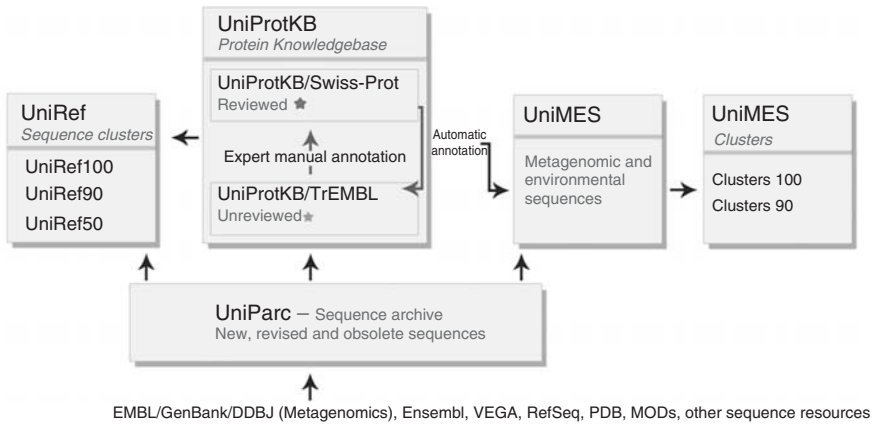 UniProtKB
Protein Knowledgebase
UniProtKB/Swiss-Prot
Reviewed
Expert manual annotation
UniProtKB/TrEMBL
Unreviewed
Automatic
annotation
UniRef
Sequence clusters
UniRef100
UniRef90
UniRef50
UniMES
Metagenomic and
environmental
sequences
UniMES
Clusters
Clusters 100
Clusters 90
UniParc – Sequence archive
New, revised and obsolete sequences
EMBL/GenBank/DDBJ (Metagenomics), Ensembl, VEGA, RefSeq, PDB, MODs, other sequence resources